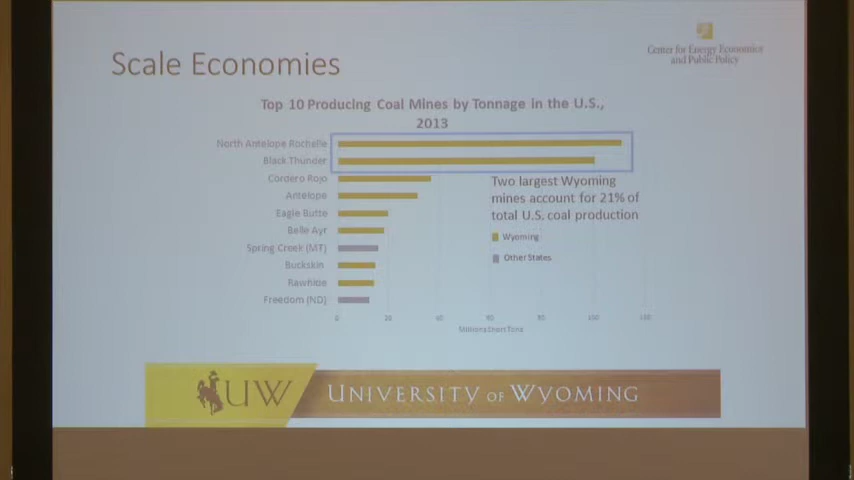 Scale Economies
Center for Energy Economics
and Public Policy
Top 10 Producing Coal Mines by Tonnage in the U.S.,
2013
North Antelope Rochelle
Black Thunder
Cordero Rojo
Antelope
Eagle Butte
Belle Ayr
Spring Creek (MT)
Buckskin
Rawhide
Freedom (ND)
Two largest Wyoming
mines account for 21% of
total U.S. coal production
Wyoming
Other States
0 20 40 60 80 100 120
Millions Short Tons
UW UNIVERSITY OF WYOMING